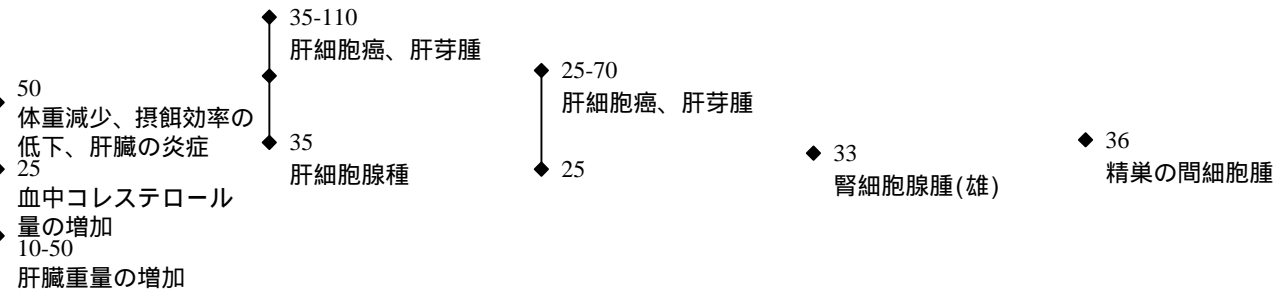 50
体重減少、摂餌効率の
低下、肝臓の炎症
25
血中コレステロール
量の増加
10-50
肝臓重量の増加
35-110
肝細胞癌、肝芽腫
35
肝細胞腺種
25-70
肝細胞癌、肝芽腫
25
33
腎細胞腺腫(雄)
36
精巣の間細胞腫